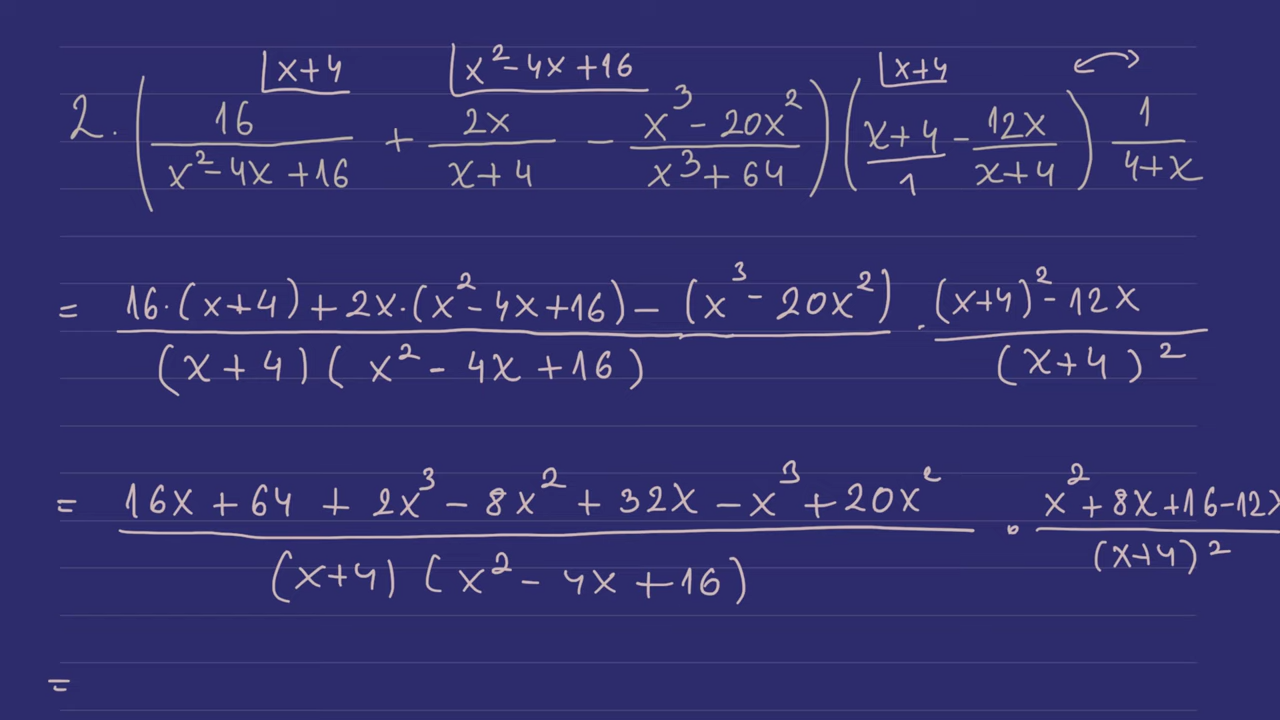 2. ( 16/(x²-4x+16) ⌊x+4 + 2x/(x+4) ⌊x²-4x+16 - (x³-20x²)/(x³+64) ) ( (x+4)/1 ⌊x+4 - 12x/(x+4) ) 1/(4+x)
= (16·(x+4)+2x·(x²-4x+16)-(x³-20x²))/((x+4)(x²-4x+16)) · ((x+4)²-12x)/((x+4)²)
= (16x+64+2x³-8x²+32x-x³+20x²)/((x+4)(x²-4x+16)) · (x²+8x+16-12x)/((x+4)²)
=